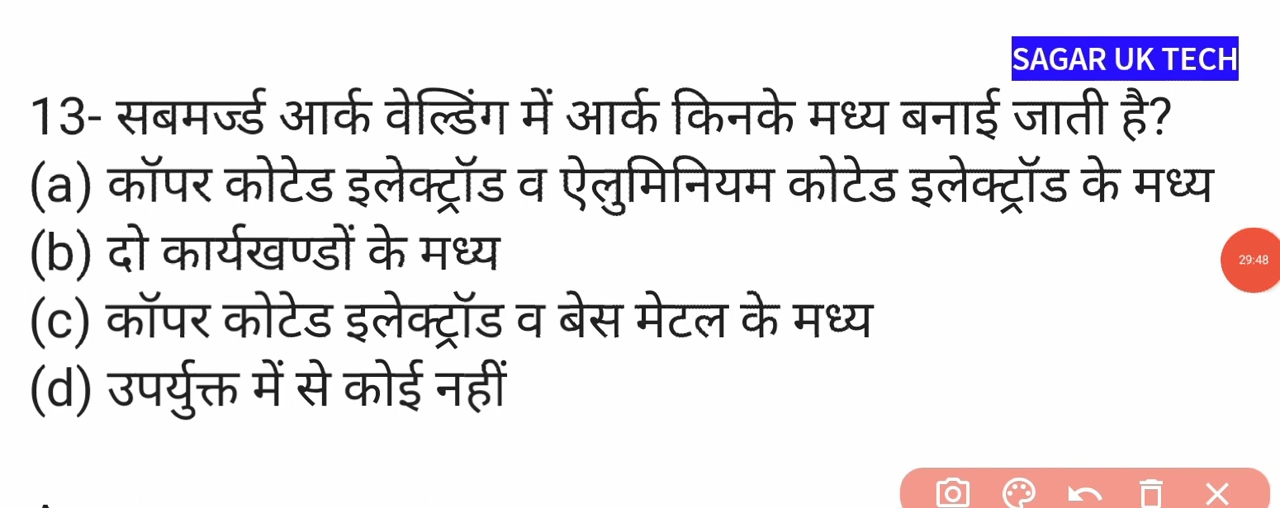 SAGAR UK TECH
13- सबमर्ज्ड आर्क वेल्डिंग में आर्क किनके मध्य बनाई जाती है?
(a) कॉपर कोटेड इलेक्ट्रॉड व ऐलुमिनियम कोटेड इलेक्ट्रॉड के मध्य
(b) दो कार्यखण्डों के मध्य
29:48
(c) कॉपर कोटेड इलेक्ट्रॉड व बेस मेटल के मध्य
(d) उपर्युक्त में से कोई नहीं